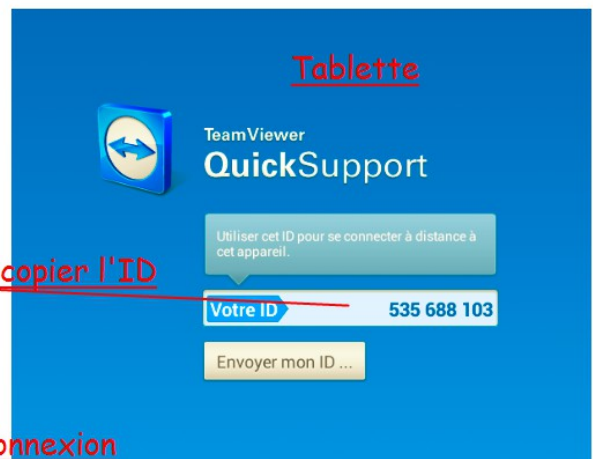 Tablette
TeamViewer
QuickSupport
Utiliser cet ID pour se connecter à distance à
cet appareil.
copier l'ID
Votre ID 535 688 103
Envoyer mon ID ...
onnexion